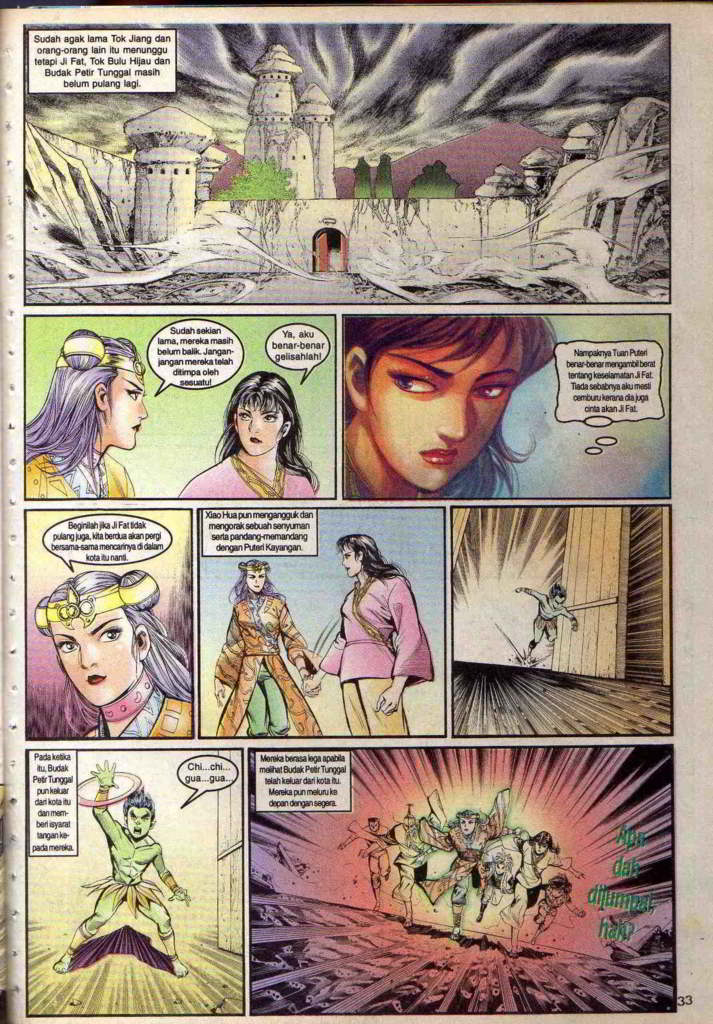 Sudah agak lama Tok Jiang dan
orang-orang lain itu menunggu
tetapi Ji Fat, Tok Bulu Hijau dan
Budak Petir Tunggal masih
belum pulang lagi.
Sudah sekian
lama, mereka masih
belum balik. Jangan-
jangan mereka telah
ditimpa oleh
sesuatu!
Ya, aku
benar-benar
gelisahlah!
Nampaknya Tuan Puteri
benar-benar mengambil berat
tentang keselamatan Ji Fat.
Tiada sebabnya aku mesti
cemburu kerana dia juga
cinta akan Ji Fat.
Beginilah jika Ji Fat tidak
pulang juga, kita berdua akan pergi
bersama-sama mencarinya di dalam
kota itu nanti.
Xiao Hua pun mengangguk dan
mengorak sebuah senyuman
serta pandang-memandang
dengan Puteri Kayangan.
Pada ketika
itu, Budak
Petir Tunggal
pun keluar
dari kota itu
dan mem-
beri isyarat
tangan ke-
pada mereka.
Chi...chi...
gua...gua..
Mereka berasa lega apabila
melihat Budak Petir Tunggal
telah keluar dari kota itu.
Mereka pun meluru ke
depan dengan segera.
Apa
dah
dijumpai,
hah?
33